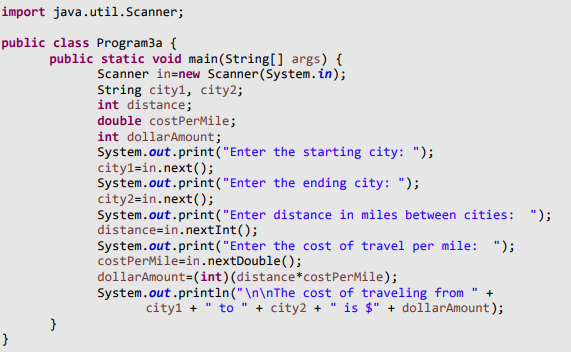 import java.util.Scanner;
public class Program3a {
public static void main(String[] args) {
Scanner in=new Scanner(System.in);
String city1, city2;
int distance;
double costPerMile;
int dollarAmount;
System.out.print("Enter the starting city: ");
city1=in.next();
System.out.print("Enter the ending city: ");
city2=in.next();
System.out.print("Enter distance in miles between cities:  ");
distance=in.nextInt();
System.out.print("Enter the cost of travel per mile:  ");
costPerMile=in.nextDouble();
dollarAmount=(int)(distance*costPerMile);
System.out.println("\n\nThe cost of traveling from " +
city1 + " to " + city2 + " is $" + dollarAmount);
}
}